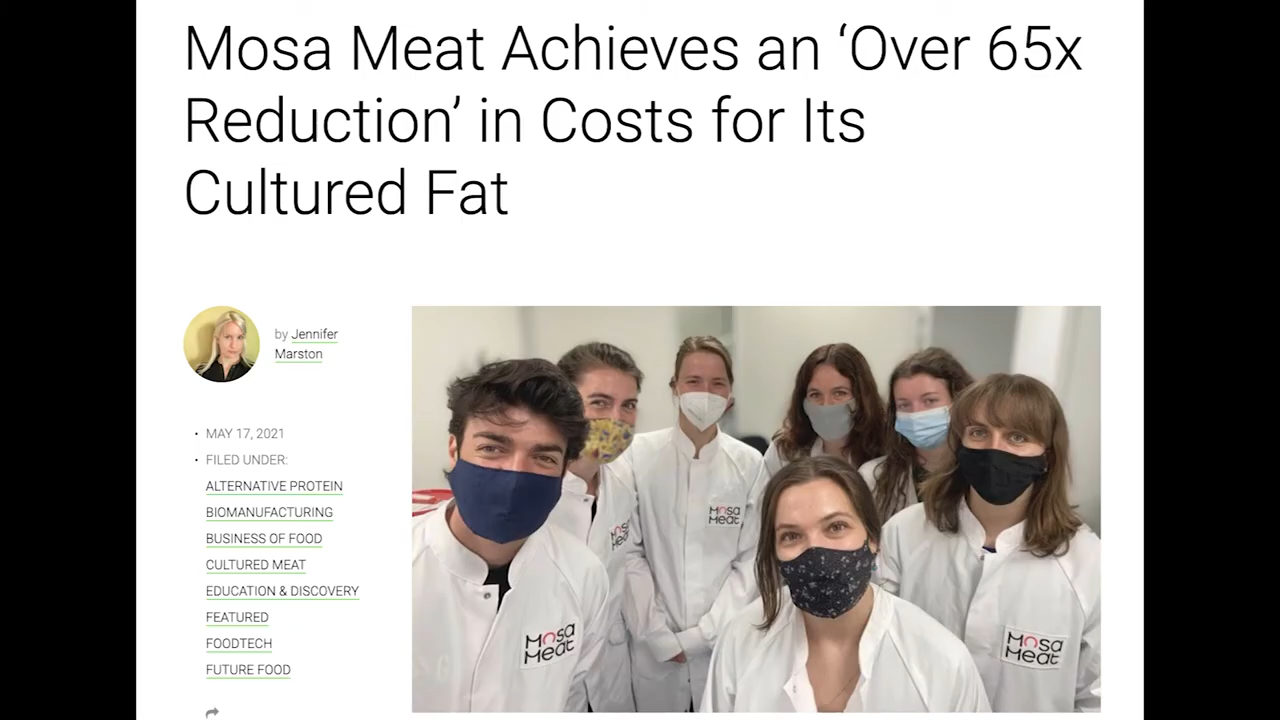 Mosa Meat Achieves an ‘Over 65x
Reduction’ in Costs for Its
Cultured Fat
by Jennifer
Marston
• MAY 17, 2021
• FILED UNDER:
ALTERNATIVE PROTEIN
BIOMANUFACTURING
BUSINESS OF FOOD
CULTURED MEAT
EDUCATION & DISCOVERY
FEATURED
FOODTECH
FUTURE FOOD
Mosa
Meat
Mosa
Meat
Mosa
Meat
Mosa
Meat